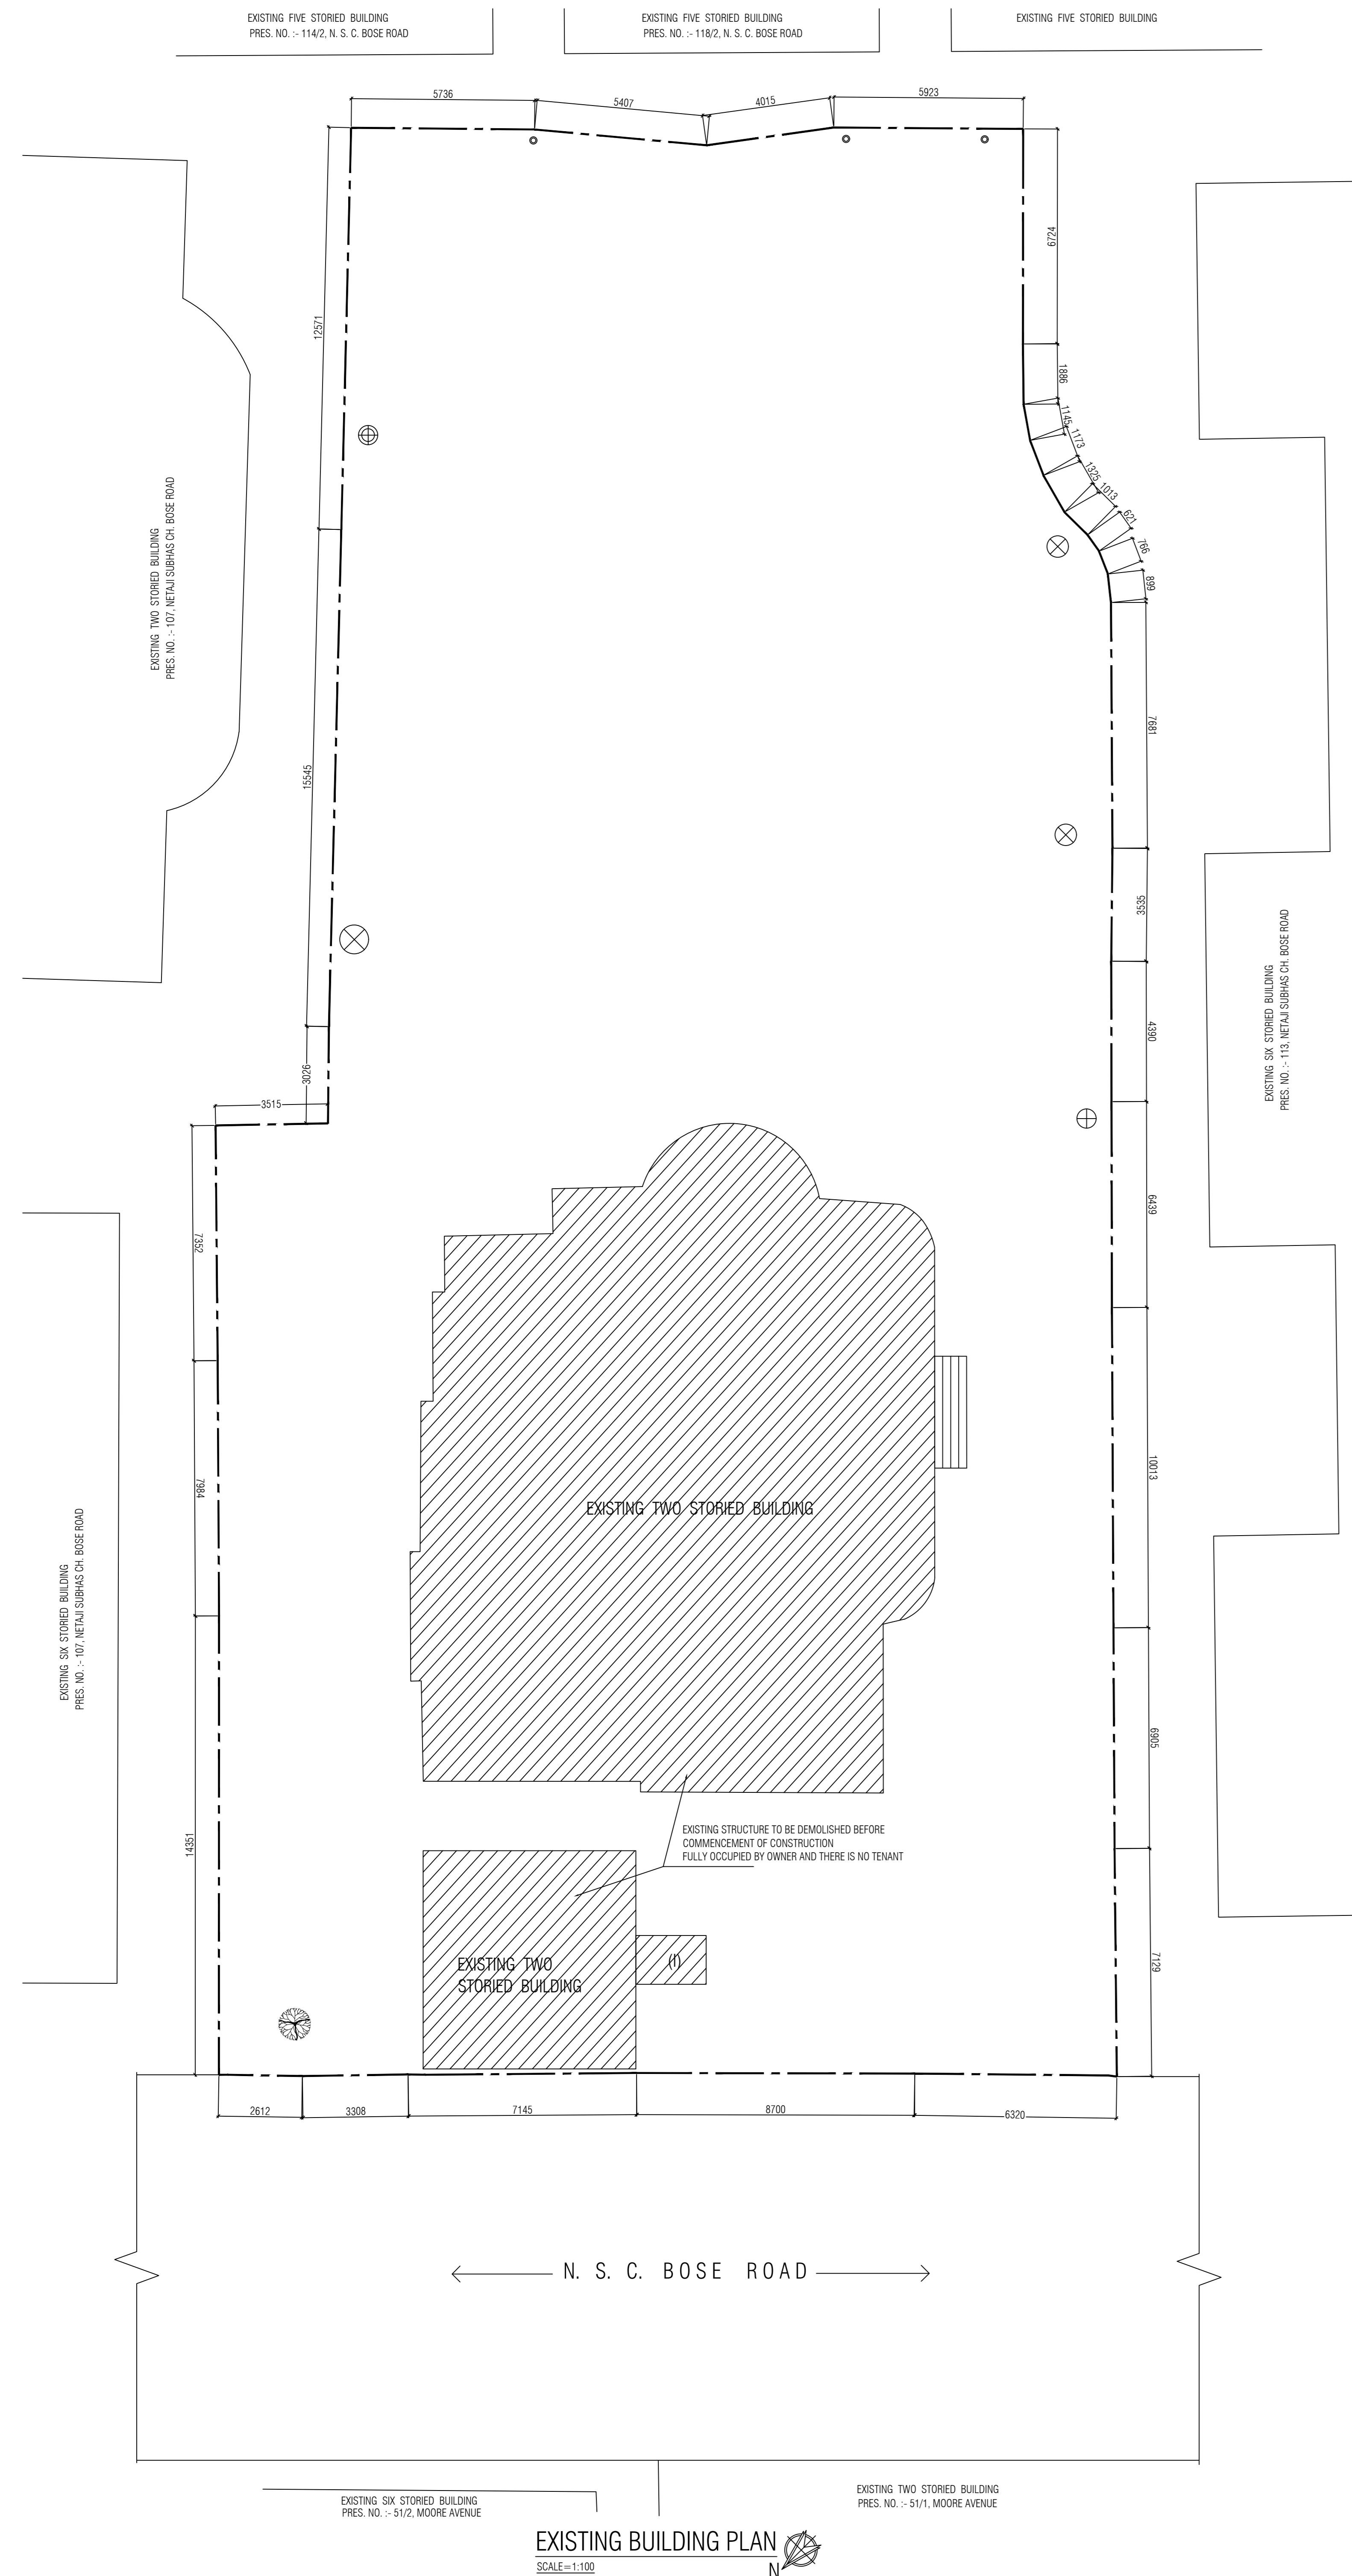 EXISTING FIVE STORIED BUILDING
PRES. NO. :- 114/2, N. S. C. BOSE ROAD
EXISTING FIVE STORIED BUILDING
PRES. NO. :- 118/2, N. S. C. BOSE ROAD
EXISTING FIVE STORIED BUILDING
5736
5407
4015
5923
12571
6724
1886
1145
1173
1325
1013
621
766
899
EXISTING TWO STORIED BUILDING
PRES. NO. :- 107, NETAJI SUBHAS CH. BOSE ROAD
15545
7681
3535
EXISTING SIX STORIED BUILDING
PRES. NO. :- 113, NETAJI SUBHAS CH. BOSE ROAD
4390
3026
3515
6439
7352
7984
10013
EXISTING TWO STORIED BUILDING
EXISTING SIX STORIED BUILDING
PRES. NO. :- 107, NETAJI SUBHAS CH. BOSE ROAD
6905
14351
EXISTING STRUCTURE TO BE DEMOLISHED BEFORE
COMMENCEMENT OF CONSTRUCTION
FULLY OCCUPIED BY OWNER AND THERE IS NO TENANT
EXISTING TWO
STORIED BUILDING
(I)
7129
2612
3308
7145
8700
6320
N. S. C. BOSE ROAD
EXISTING SIX STORIED BUILDING
PRES. NO. :- 51/2, MOORE AVENUE
EXISTING TWO STORIED BUILDING
PRES. NO. :- 51/1, MOORE AVENUE
EXISTING BUILDING PLAN
SCALE=1:100
N